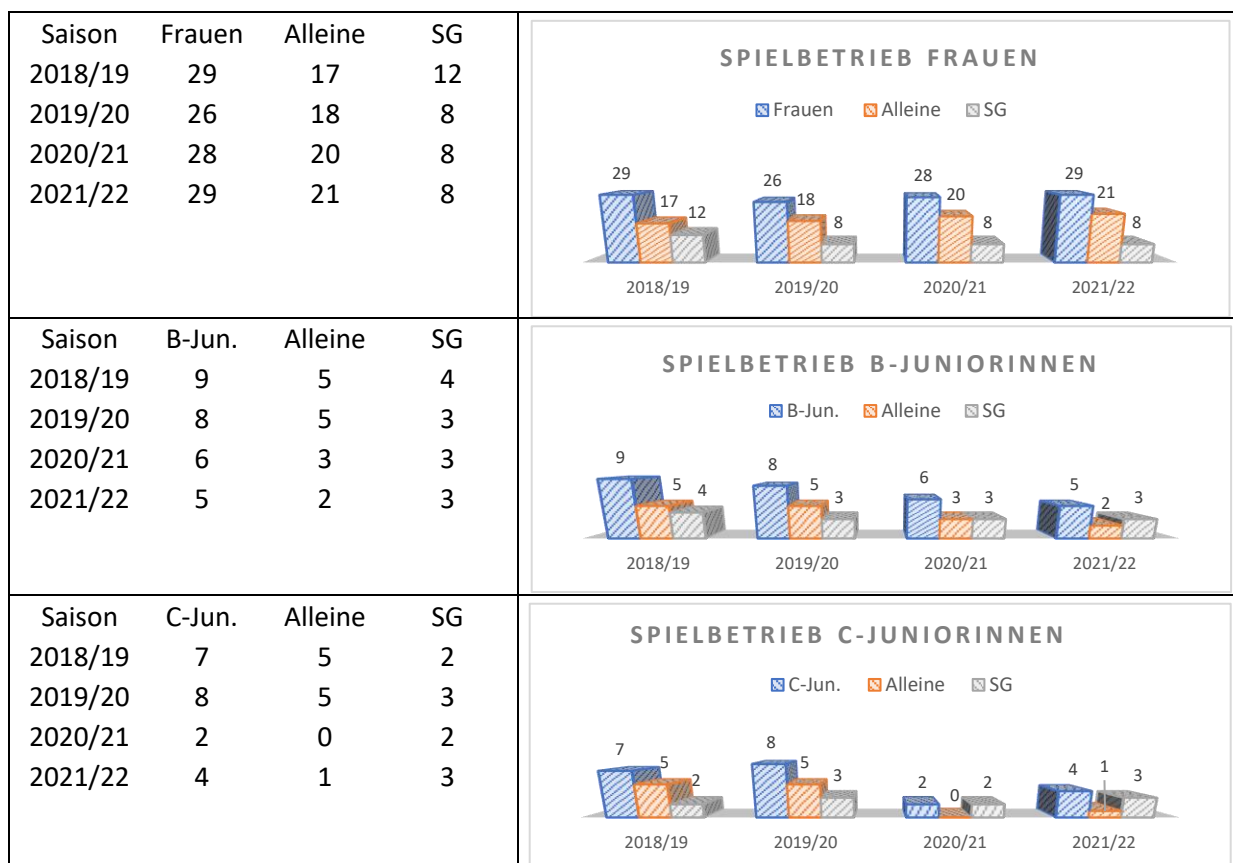 Saison Frauen Alleine SG
2018/19 29 17 12
2019/20 26 18 8
2020/21 28 20 8
2021/22 29 21 8
SPIELBETRIEB FRAUEN
Frauen Alleine SG
29 17 12 26 18 8 28 20 8 29 21 8
2018/19 2019/20 2020/21 2021/22
Saison B-Jun. Alleine SG
2018/19 9 5 4
2019/20 8 5 3
2020/21 6 3 3
2021/22 5 2 3
SPIELBETRIEB B-JUNIORINNEN
B-Jun. Alleine SG
9 5 4 8 5 3 6 3 3 5 2 3
2018/19 2019/20 2020/21 2021/22
Saison C-Jun. Alleine SG
2018/19 7 5 2
2019/20 8 5 3
2020/21 2 0 2
2021/22 4 1 3
SPIELBETRIEB C-JUNIORINNEN
C-Jun. Alleine SG
7 5 2 8 5 3 2 0 2 4 1 3
2018/19 2019/20 2020/21 2021/22